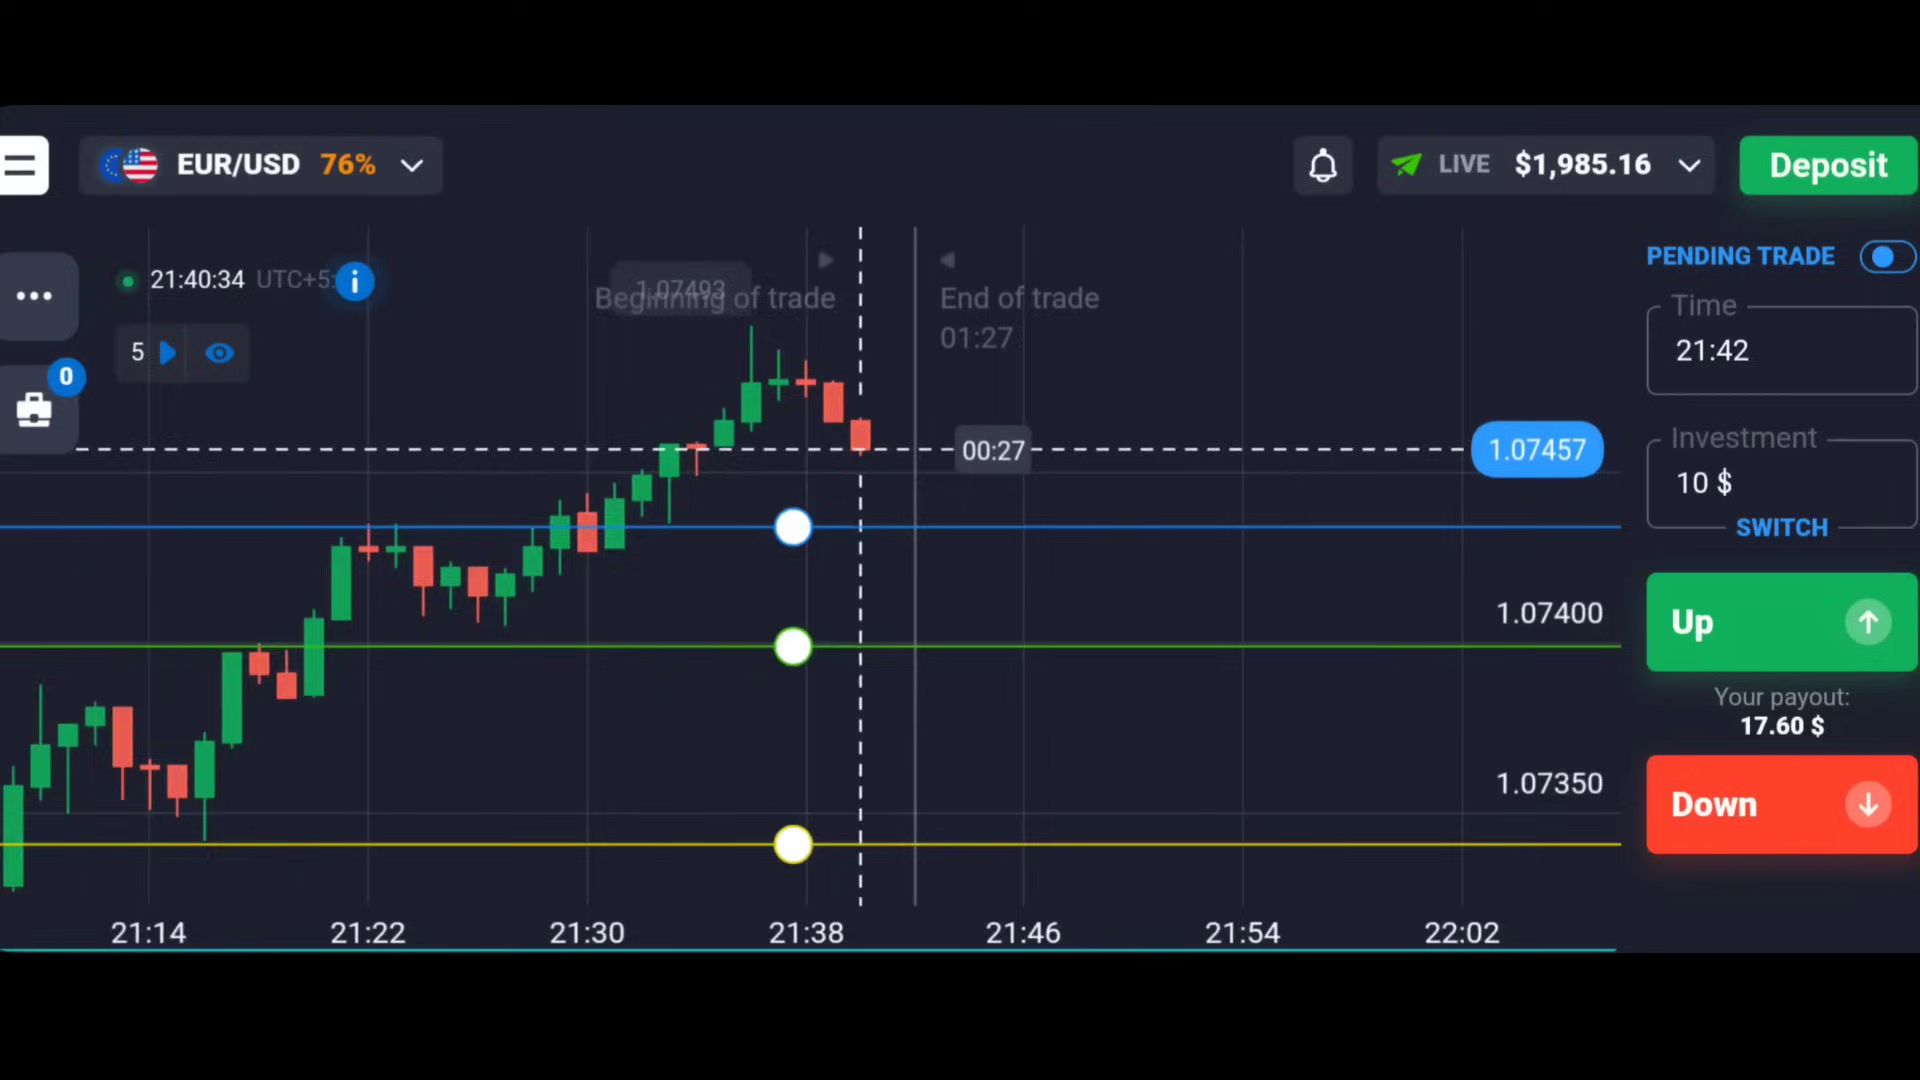 EUR/USD 76%
LIVE $1,985.16
Deposit
21:40:34 UTC+5:
PENDING TRADE
1.07493
Beginning of trade
End of trade
01:27
Time
21:42
5
0
00:27
1.07457
Investment
10 $
SWITCH
1.07400
Up
Your payout:
17.60 $
1.07350
Down
21:14 21:22 21:30 21:38 21:46 21:54 22:02